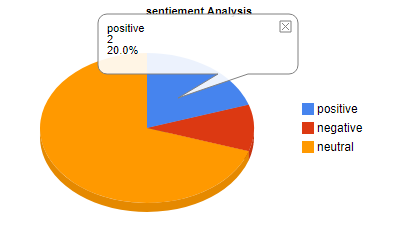 sentiement Analysis
positive
2
20.0%
positive
negative
neutral